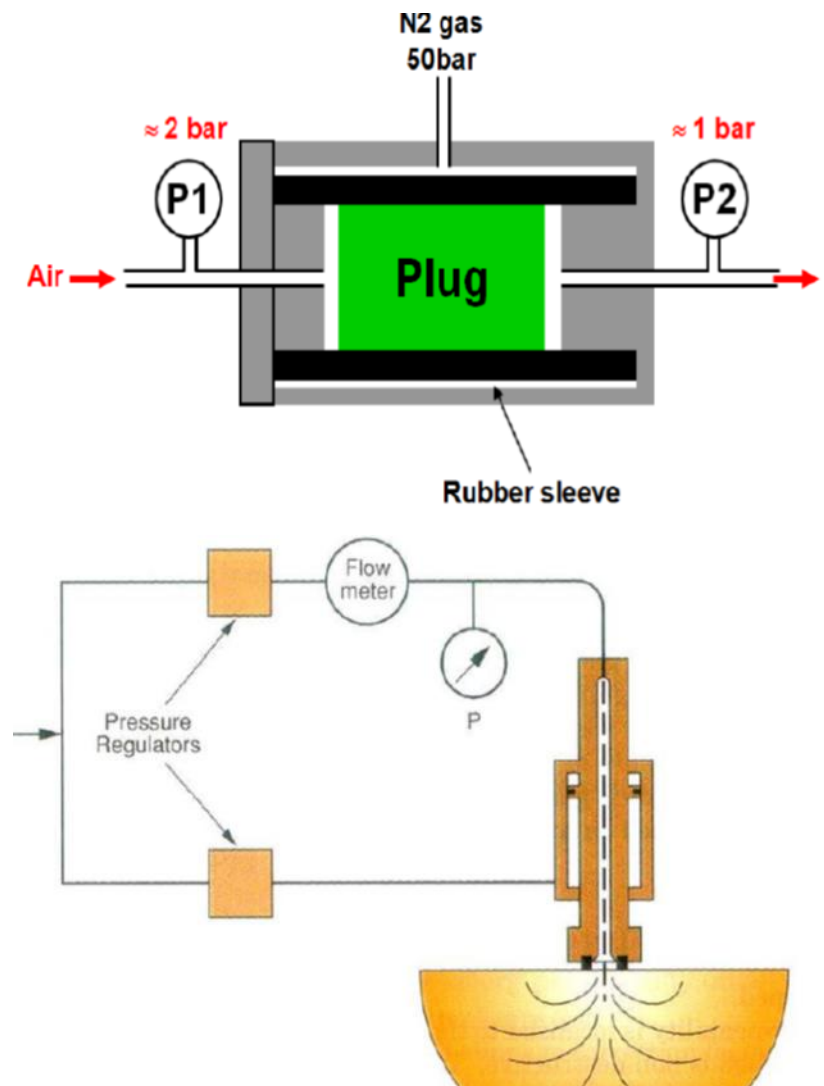 N2 gas
50bar
≈ 2 bar
≈ 1 bar
P1
P2
Air
Plug
Rubber sleeve
Flow
meter
Pressure
Regulators
P